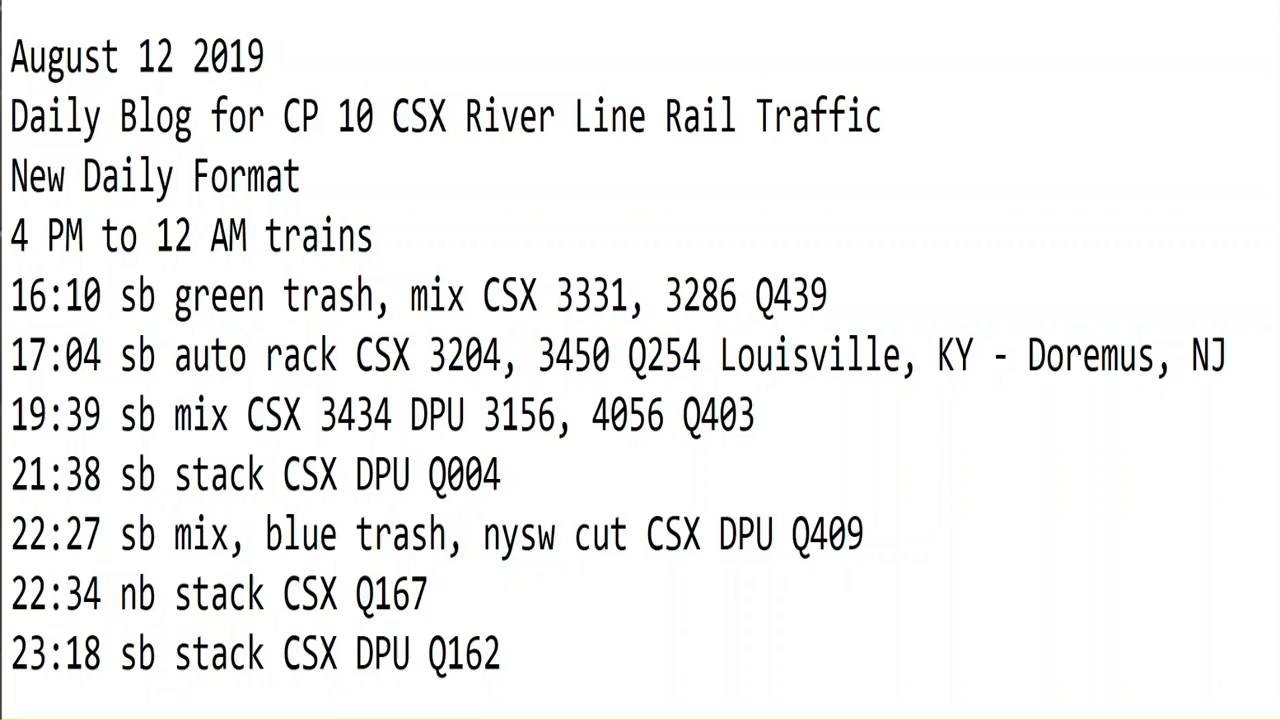 August 12 2019
Daily Blog for CP 10 CSX River Line Rail Traffic
New Daily Format
4 PM to 12 AM trains
16:10 sb green trash, mix CSX 3331, 3286 Q439
17:04 sb auto rack CSX 3204, 3450 Q254 Louisville, KY - Doremus, NJ
19:39 sb mix CSX 3434 DPU 3156, 4056 Q403
21:38 sb stack CSX DPU Q004
22:27 sb mix, blue trash, nysw cut CSX DPU Q409
22:34 nb stack CSX Q167
23:18 sb stack CSX DPU Q162